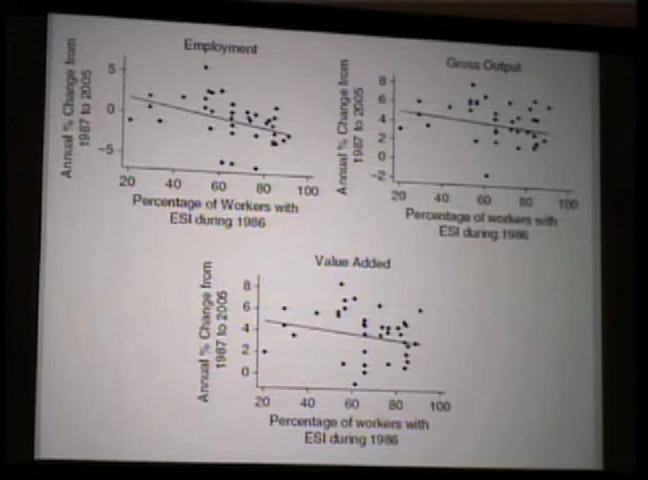 Employment
Annual % Change from
1987 to 2005
5
0
-5
20 40 60 80 100
Percentage of Workers with
ESI during 1986
Gross Output
Annual % Change from
1987 to 2005
8
6
4
2
0
-2
20 40 60 80 100
Percentage of workers with
ESI during 1986
Value Added
Annual % Change from
1987 to 2005
8
6
4
2
0
20 40 60 80 100
Percentage of workers with
ESI during 1986